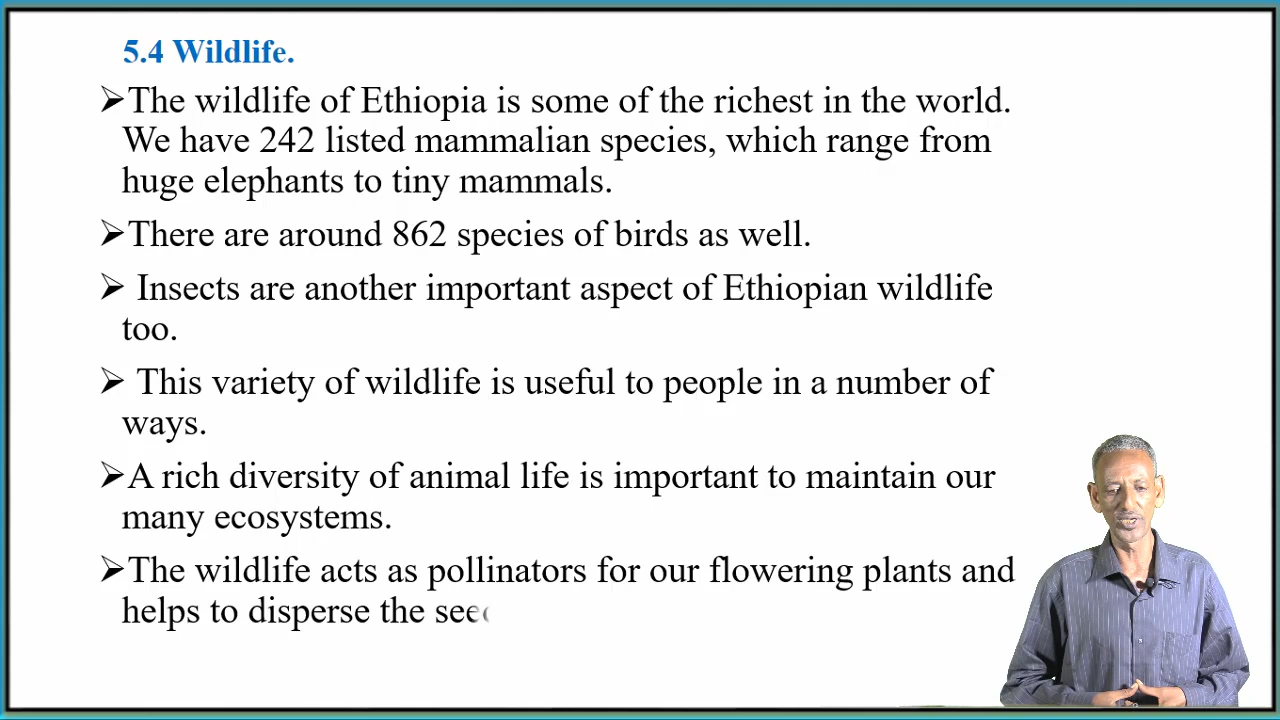 5.4 Wildlife.
➢The wildlife of Ethiopia is some of the richest in the world.
We have 242 listed mammalian species, which range from
huge elephants to tiny mammals.
➢There are around 862 species of birds as well.
➢ Insects are another important aspect of Ethiopian wildlife
too.
➢ This variety of wildlife is useful to people in a number of
ways.
➢A rich diversity of animal life is important to maintain our
many ecosystems.
➢The wildlife acts as pollinators for our flowering plants and
helps to disperse the